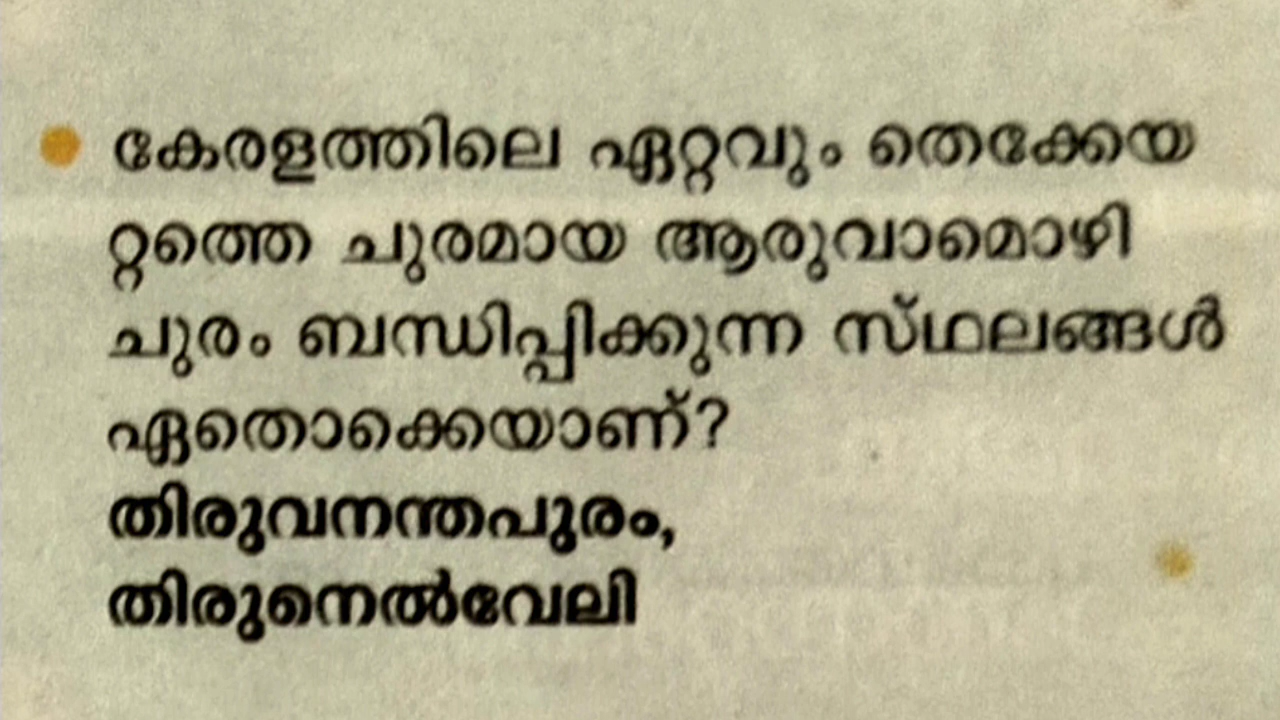 കേരളത്തിലെ ഏറ്റവും തെക്കേയ
റ്റത്തെ ചുരമായ ആരുവാമൊഴി
ചുരം ബന്ധിപ്പിക്കുന്ന സ്ഥലങ്ങൾ
ഏതൊക്കെയാണ്?
തിരുവനന്തപുരം,
തിരുനെൽവേലി